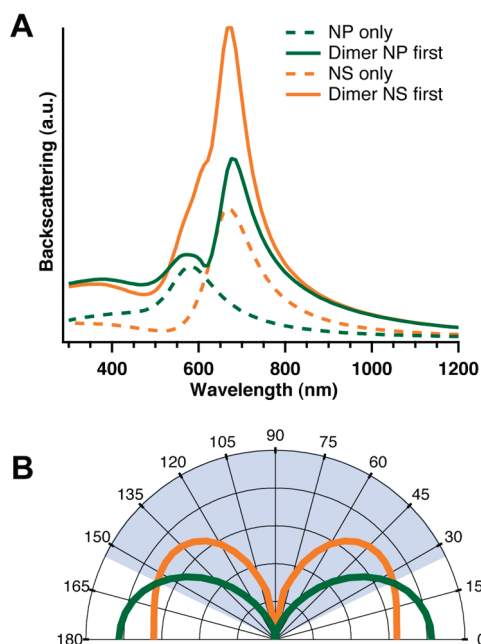 A
NP only
Dimer NP first
NS only
Dimer NS first
Backscattering (a.u.)
400 600 800 1000 1200
Wavelength (nm)
B
90
105 75
120 60
135 45
150 30
165 15
180 0